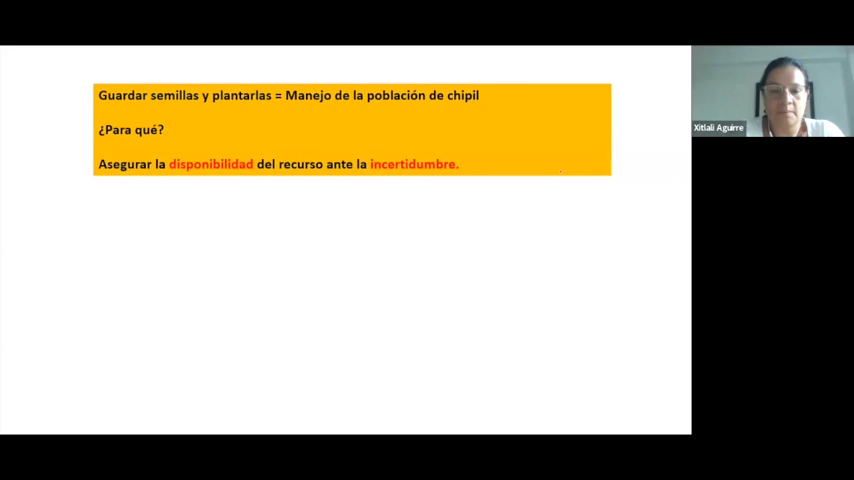 Guardar semillas y plantarlas = Manejo de la población de chipil
¿Para qué?
Asegurar la disponibilidad del recurso ante la incertidumbre.
Xitlali Aguirre